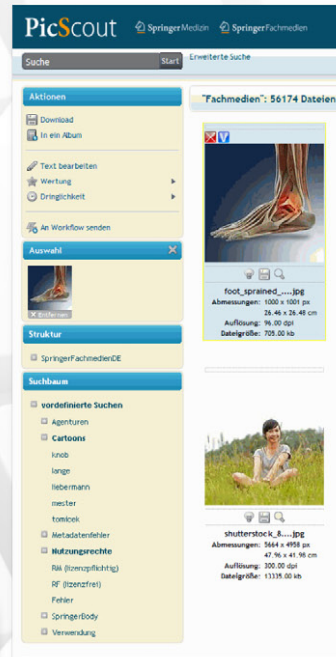 PicScout SpringerMedizin SpringerFachmedien
Suche Start Erweiterte Suche
Aktionen
Download
In ein Album
Text bearbeiten
Wertung
Dringlichkeit
An Workflow senden
Auswahl
Entfernen
Struktur
SpringerFachmedienDE
Suchbaum
vordefinierte Suchen
Agenturen
Cartoons
knob
lange
liebermann
mester
tomicek
Metadatenfehler
Nutzungsrechte
RM (lizenzpflichtig)
RF (lizenzfrei)
Fehler
SpringerBody
Verwendung
"Fachmedien": 56174 Dateien
foot_sprained_....jpg
Abmessungen: 1000 x 1001 px
26.46 x 26.48 cm
Auflösung: 96.00 dpi
Dateigröße: 705.00 kb
shutterstock_8....jpg
Abmessungen: 5664 x 4958 px
47.96 x 41.98 cm
Auflösung: 300.00 dpi
Dateigröße: 13335.00 kb